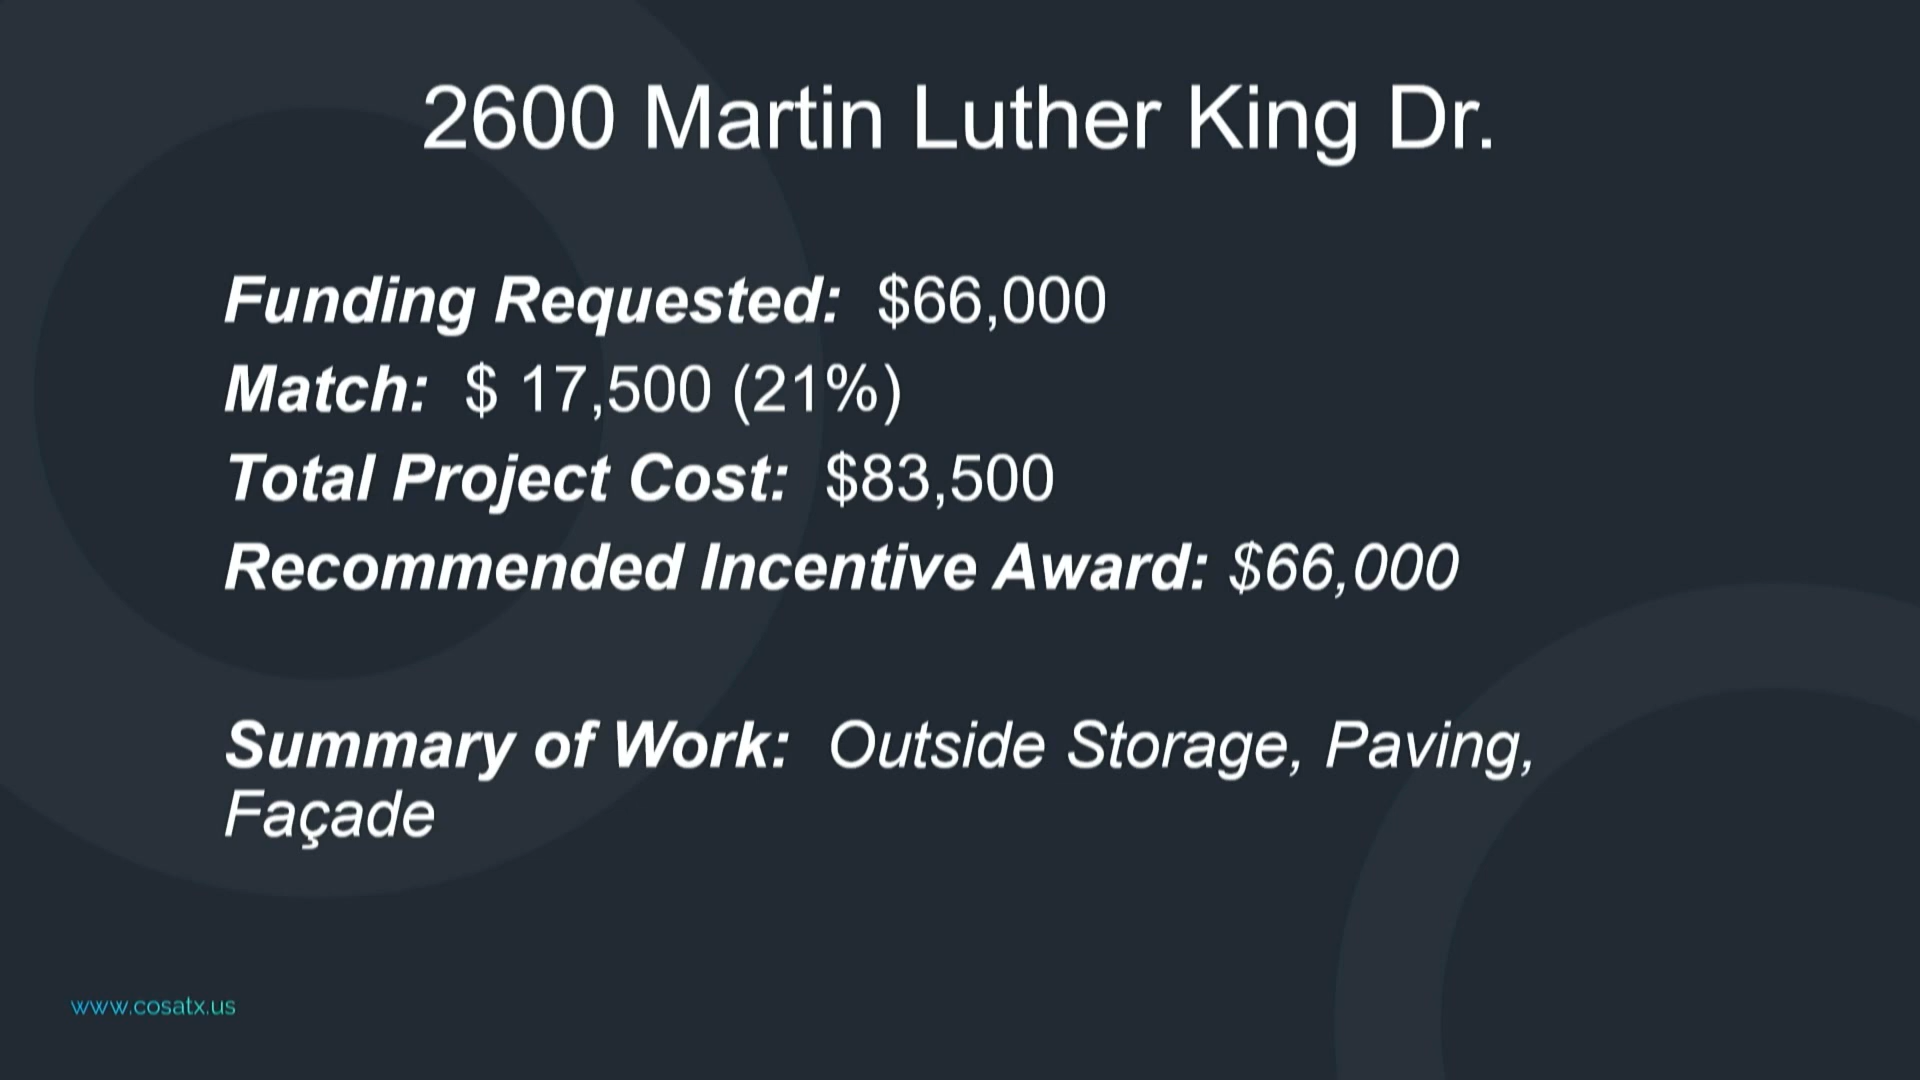 2600 Martin Luther King Dr.
Funding Requested: $66,000
Match: $ 17,500 (21%)
Total Project Cost: $83,500
Recommended Incentive Award: $66,000
Summary of Work: Outside Storage, Paving,
Façade
www.cosatx.us